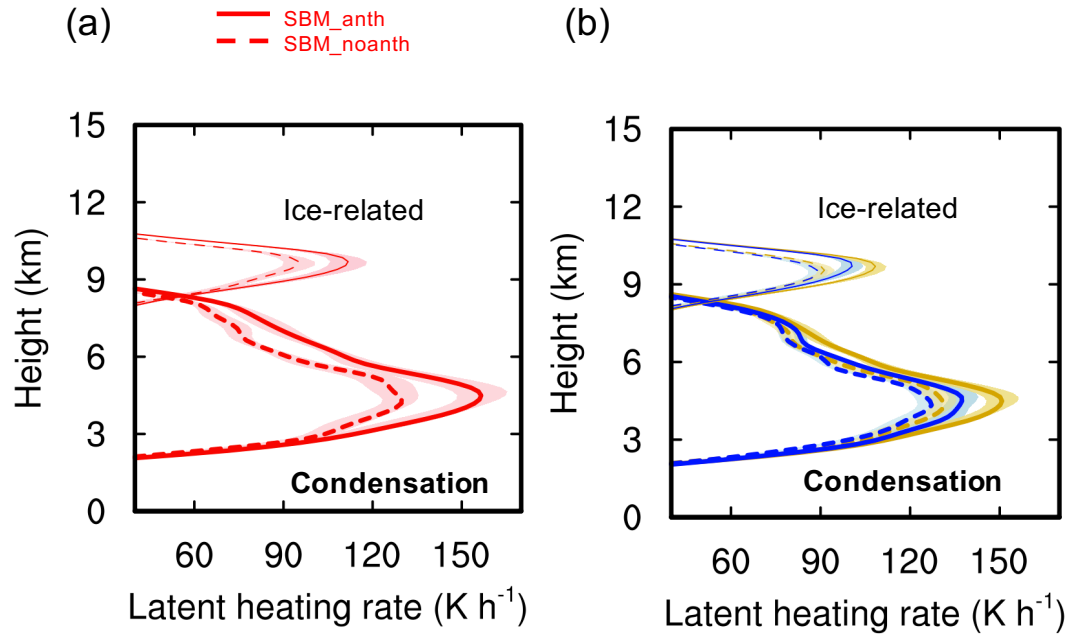 (a)
SBM_anth
SBM_noanth
(b)
15
12
9
6
3
0
Height (km)
Ice-related
Condensation
60 90 120 150
Latent heating rate (K h⁻¹)
15
12
9
6
3
0
Height (km)
Ice-related
Condensation
60 90 120 150
Latent heating rate (K h⁻¹)